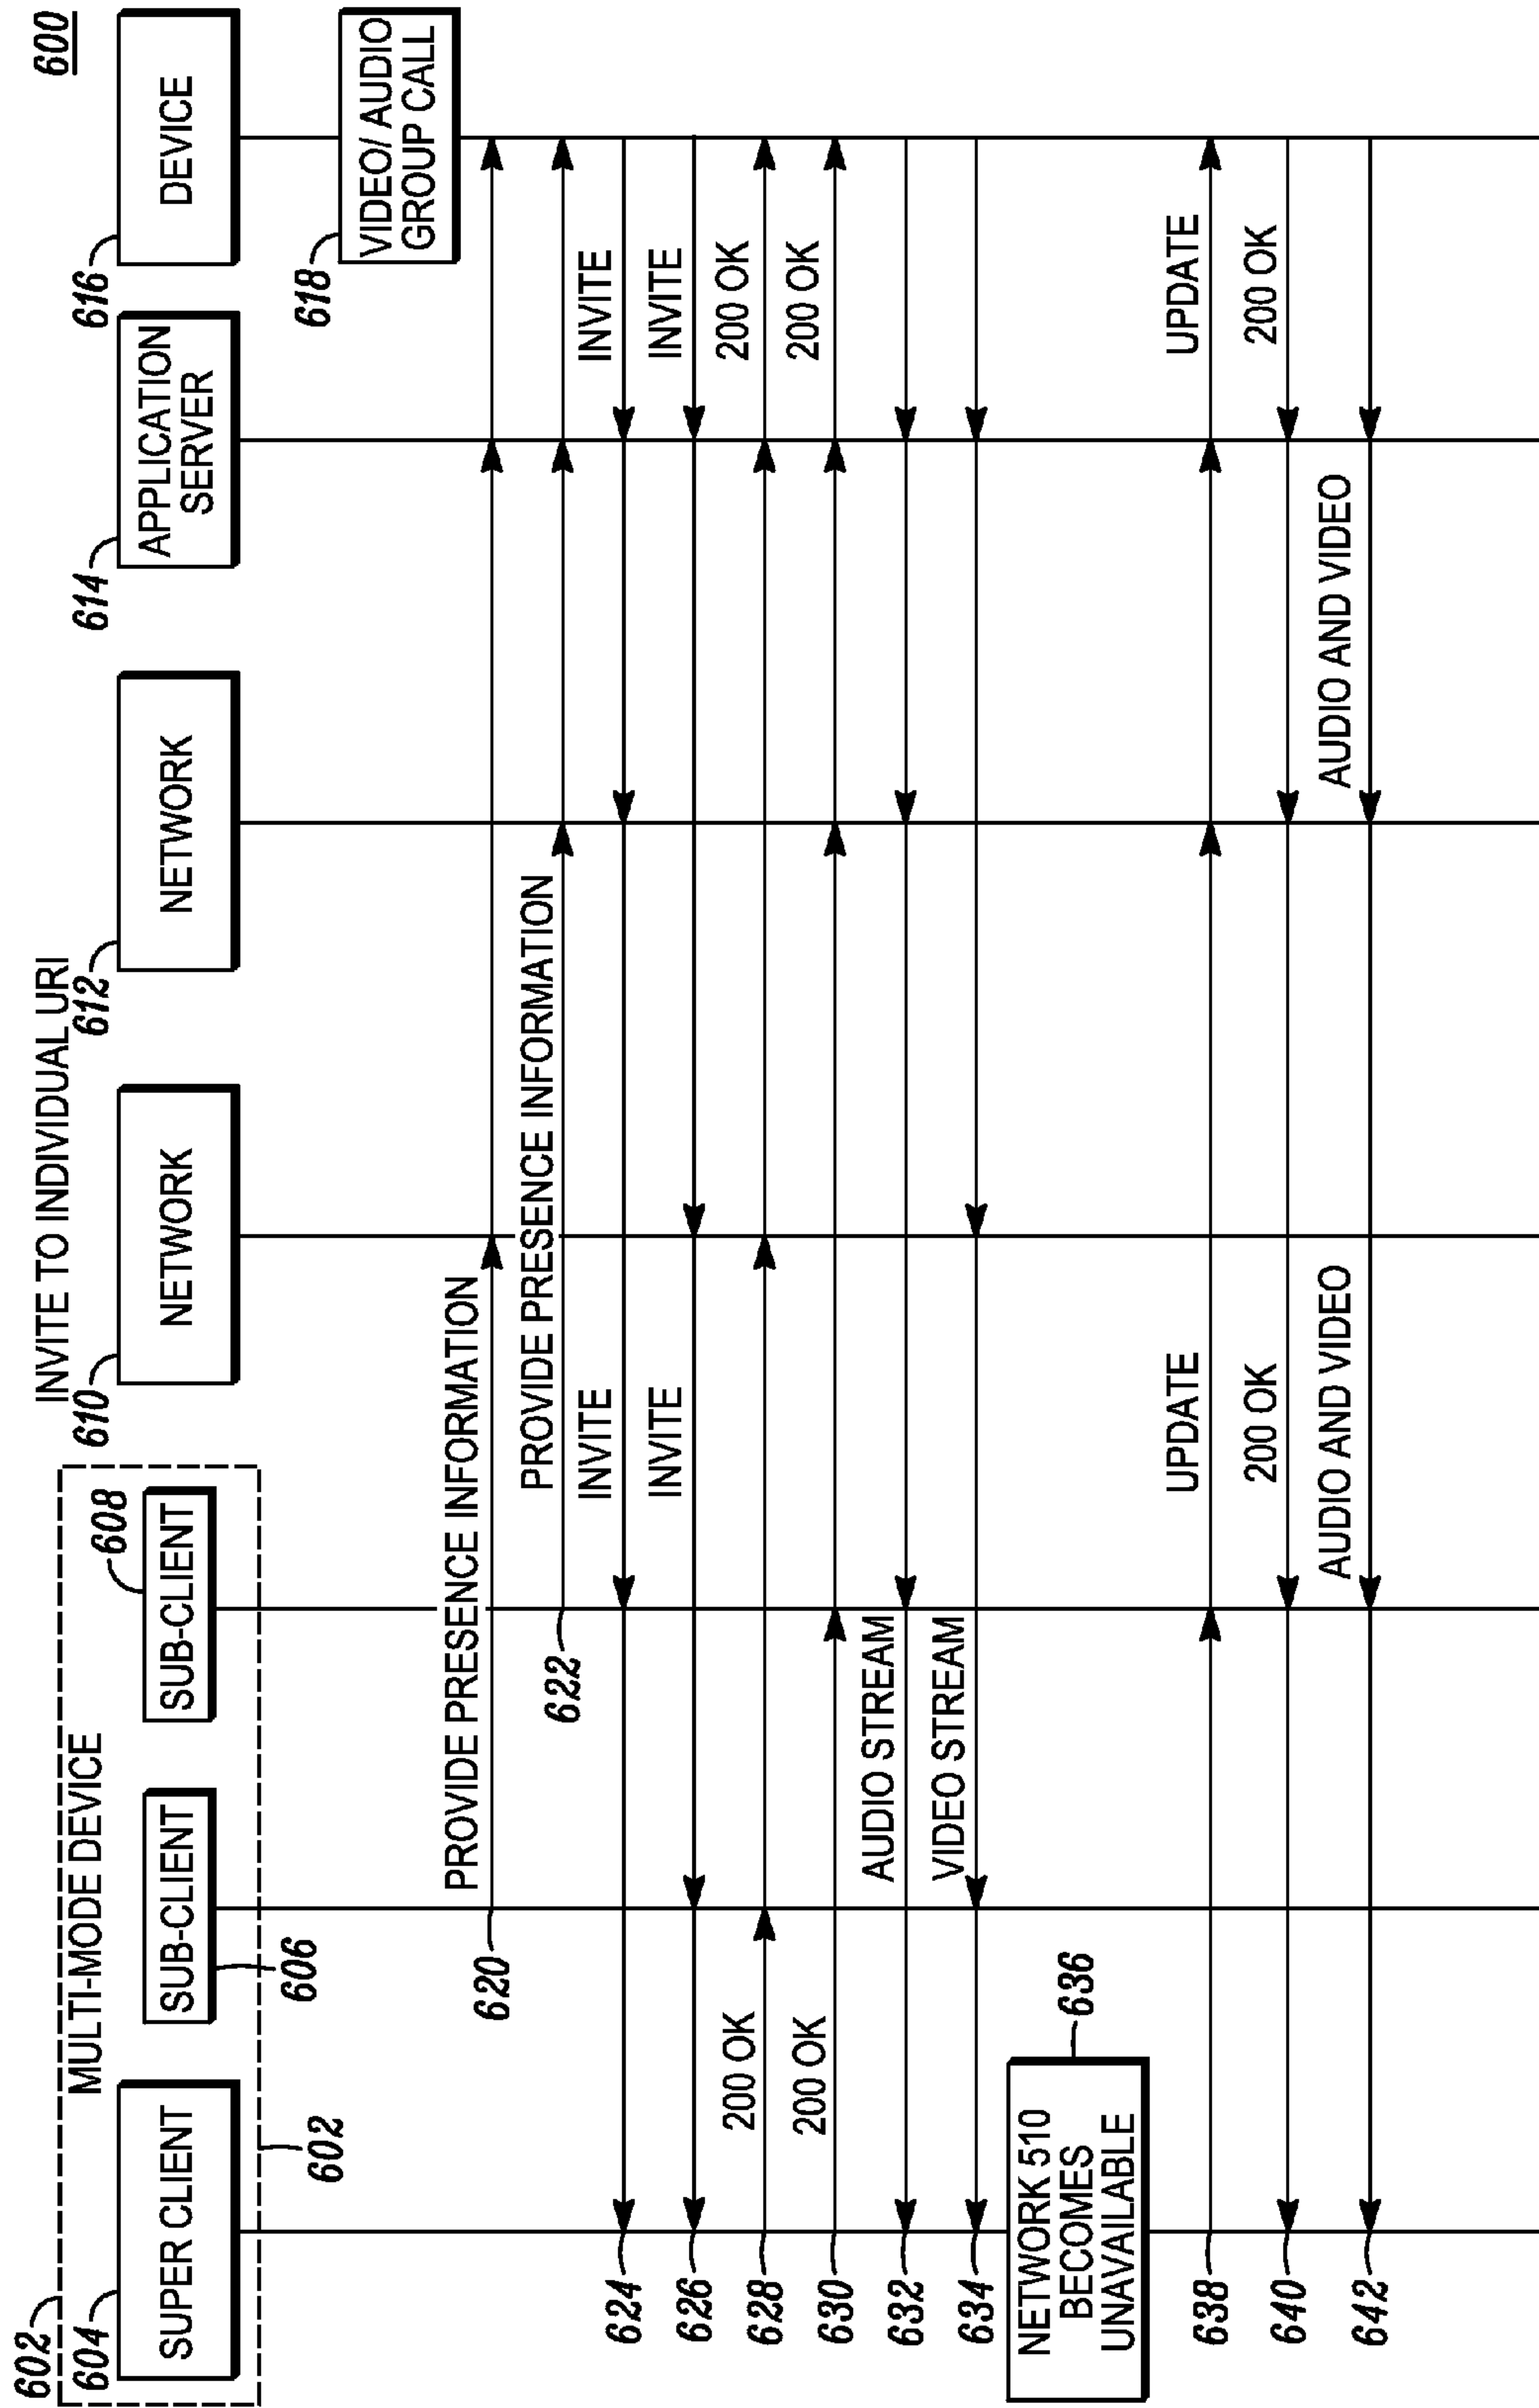 600
INVITE TO INDIVIDUAL URI
602
MULTI-MODE DEVICE
604
SUPER CLIENT
SUB-CLIENT
606
SUB-CLIENT
608
602
610
NETWORK
612
NETWORK
614
APPLICATION
SERVER
616
DEVICE
618
VIDEO/ AUDIO
GROUP CALL
620
PROVIDE PRESENCE INFORMATION
622
PROVIDE PRESENCE INFORMATION
624
INVITE
INVITE
626
INVITE
INVITE
628
200 OK
200 OK
630
200 OK
200 OK
632
AUDIO STREAM
634
VIDEO STREAM
NETWORK 510
BECOMES
UNAVAILABLE
636
638
UPDATE
UPDATE
640
200 OK
200 OK
642
AUDIO AND VIDEO
AUDIO AND VIDEO